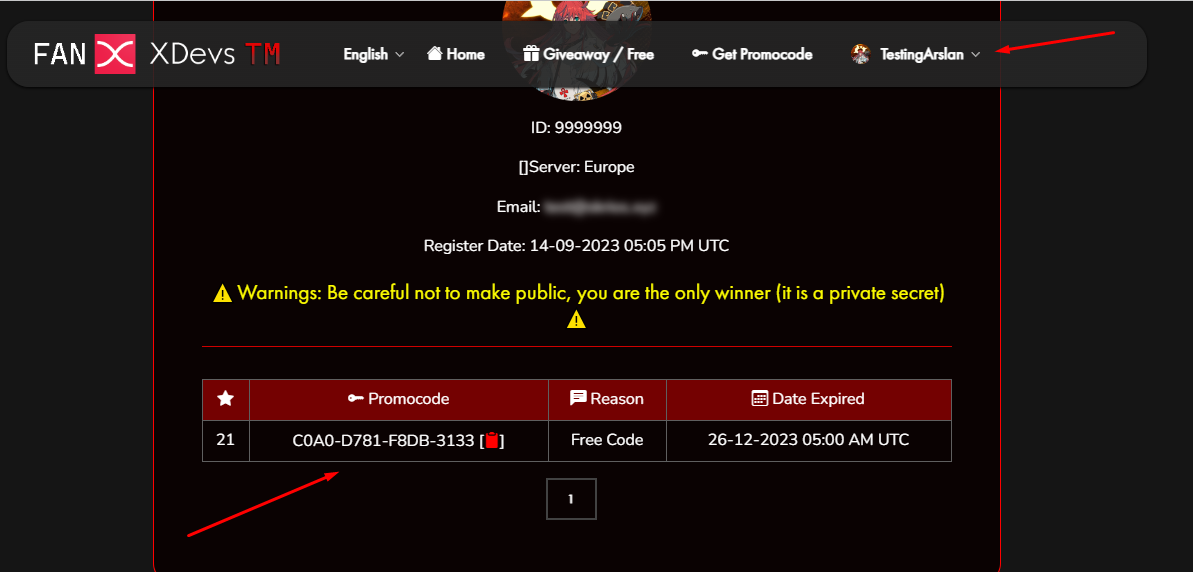 FAN X XDevs TM English Home Giveaway / Free Get Promocode TestingArslan
ID: 9999999
[]Server: Europe
Email:
Register Date: 14-09-2023 05:05 PM UTC
Warnings: Be careful not to make public, you are the only winner (it is a private secret)
Promocode Reason Date Expired
21 C0A0-D781-F8DB-3133 [] Free Code 26-12-2023 05:00 AM UTC
1